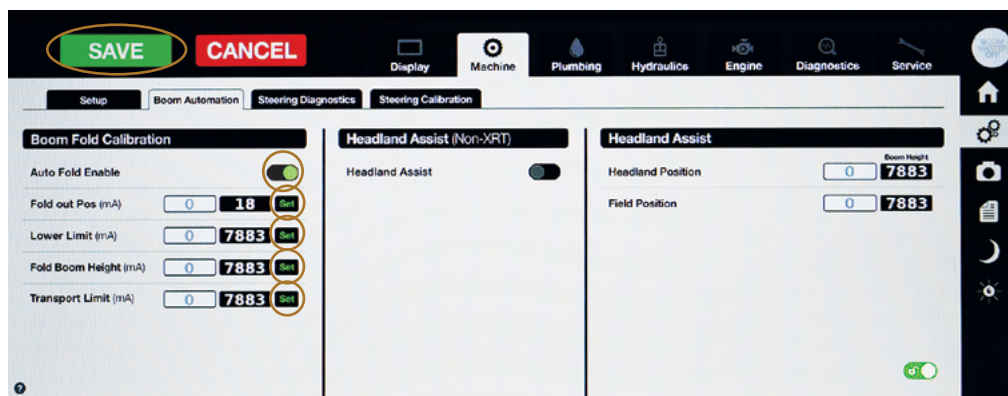 SAVE
CANCEL
Display
Machine
Plumbing
Hydraulics
Engine
Diagnostics
Service
BOOM MASTER OFF
Setup
Boom Automation
Steering Diagnostics
Steering Calibration
Boom Fold Calibration
Auto Fold Enable
Fold out Pos (mA) 0 18 Set
Lower Limit (mA) 0 7883 Set
Fold Boom Height (mA) 0 7883 Set
Transport Limit (mA) 0 7883 Set
Headland Assist (Non-XRT)
Headland Assist
Headland Assist
Boom Height
Headland Position 0 7883
Field Position 0 7883
?